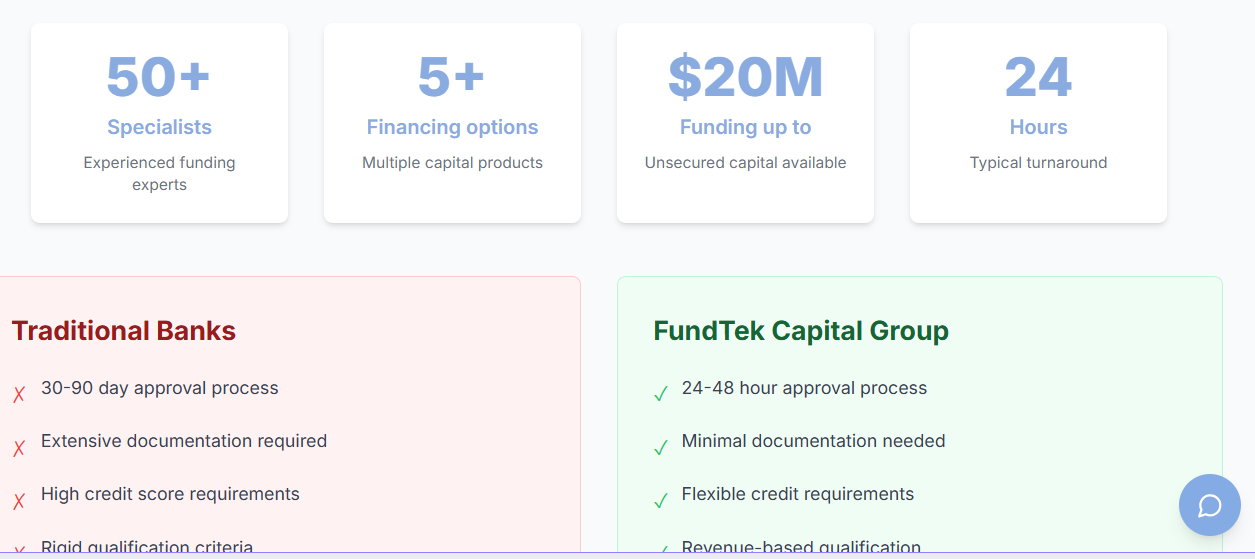 50+
Specialists
Experienced funding
experts
5+
Financing options
Multiple capital products
$20M
Funding up to
Unsecured capital available
24
Hours
Typical turnaround
Traditional Banks
✗ 30-90 day approval process
✗ Extensive documentation required
✗ High credit score requirements
✗ Rigid qualification criteria
FundTek Capital Group
✓ 24-48 hour approval process
✓ Minimal documentation needed
✓ Flexible credit requirements
✓ Revenue-based qualification